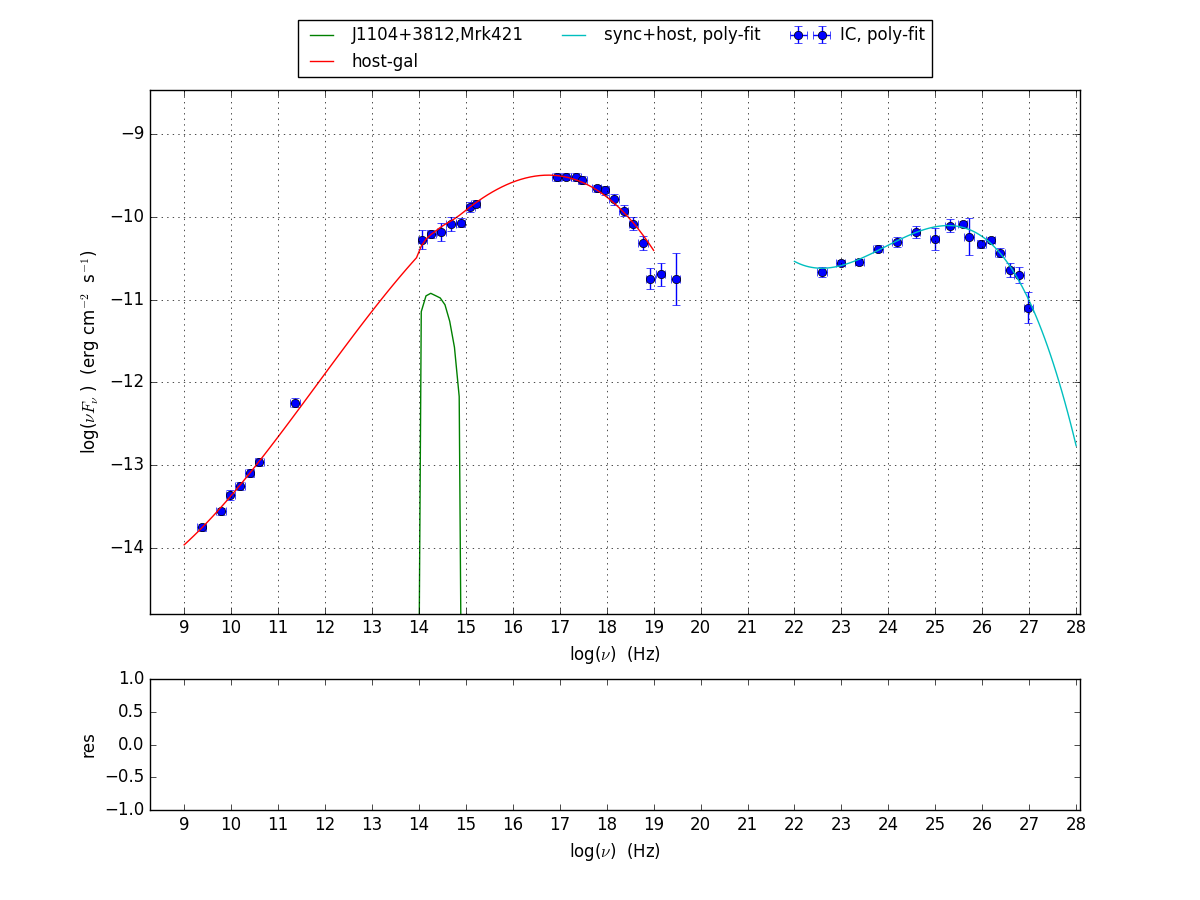 J1104+3812,Mrk421 sync+host, poly-fit IC, poly-fit
host-gal
−9
−10
−11
−12
−13
−14
log(νFν ) (erg cm−2 s−1)
9 10 11 12 13 14 15 16 17 18 19 20 21 22 23 24 25 26 27 28
log(ν) (Hz)
1.0
0.5
0.0
−0.5
−1.0
res
9 10 11 12 13 14 15 16 17 18 19 20 21 22 23 24 25 26 27 28
log(ν) (Hz)